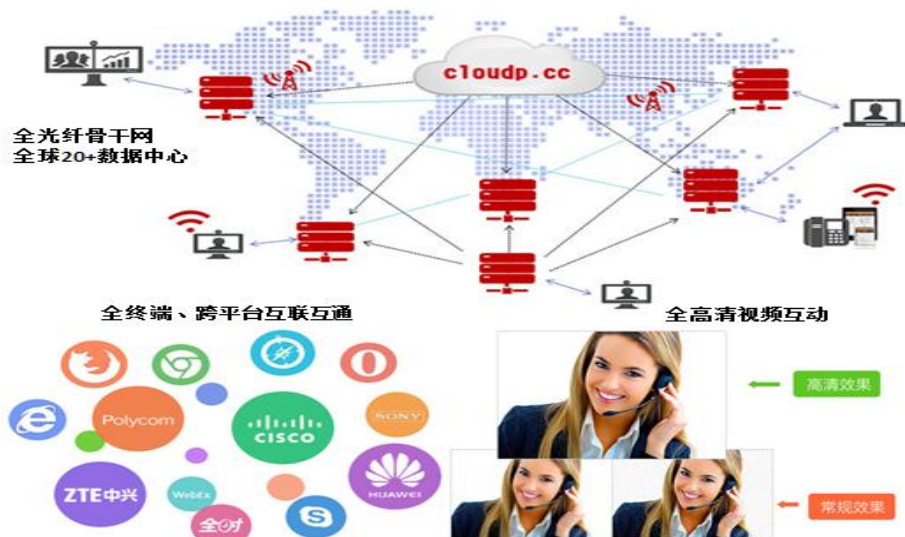 cloudp.cc
全光纤骨干网
全球20+数据中心
全终端、跨平台互联互通
全高清视频互动
Polycom
CISCO
SONY
ZTE中兴
WebEx
HUAWEI
全时
高清效果
常规效果